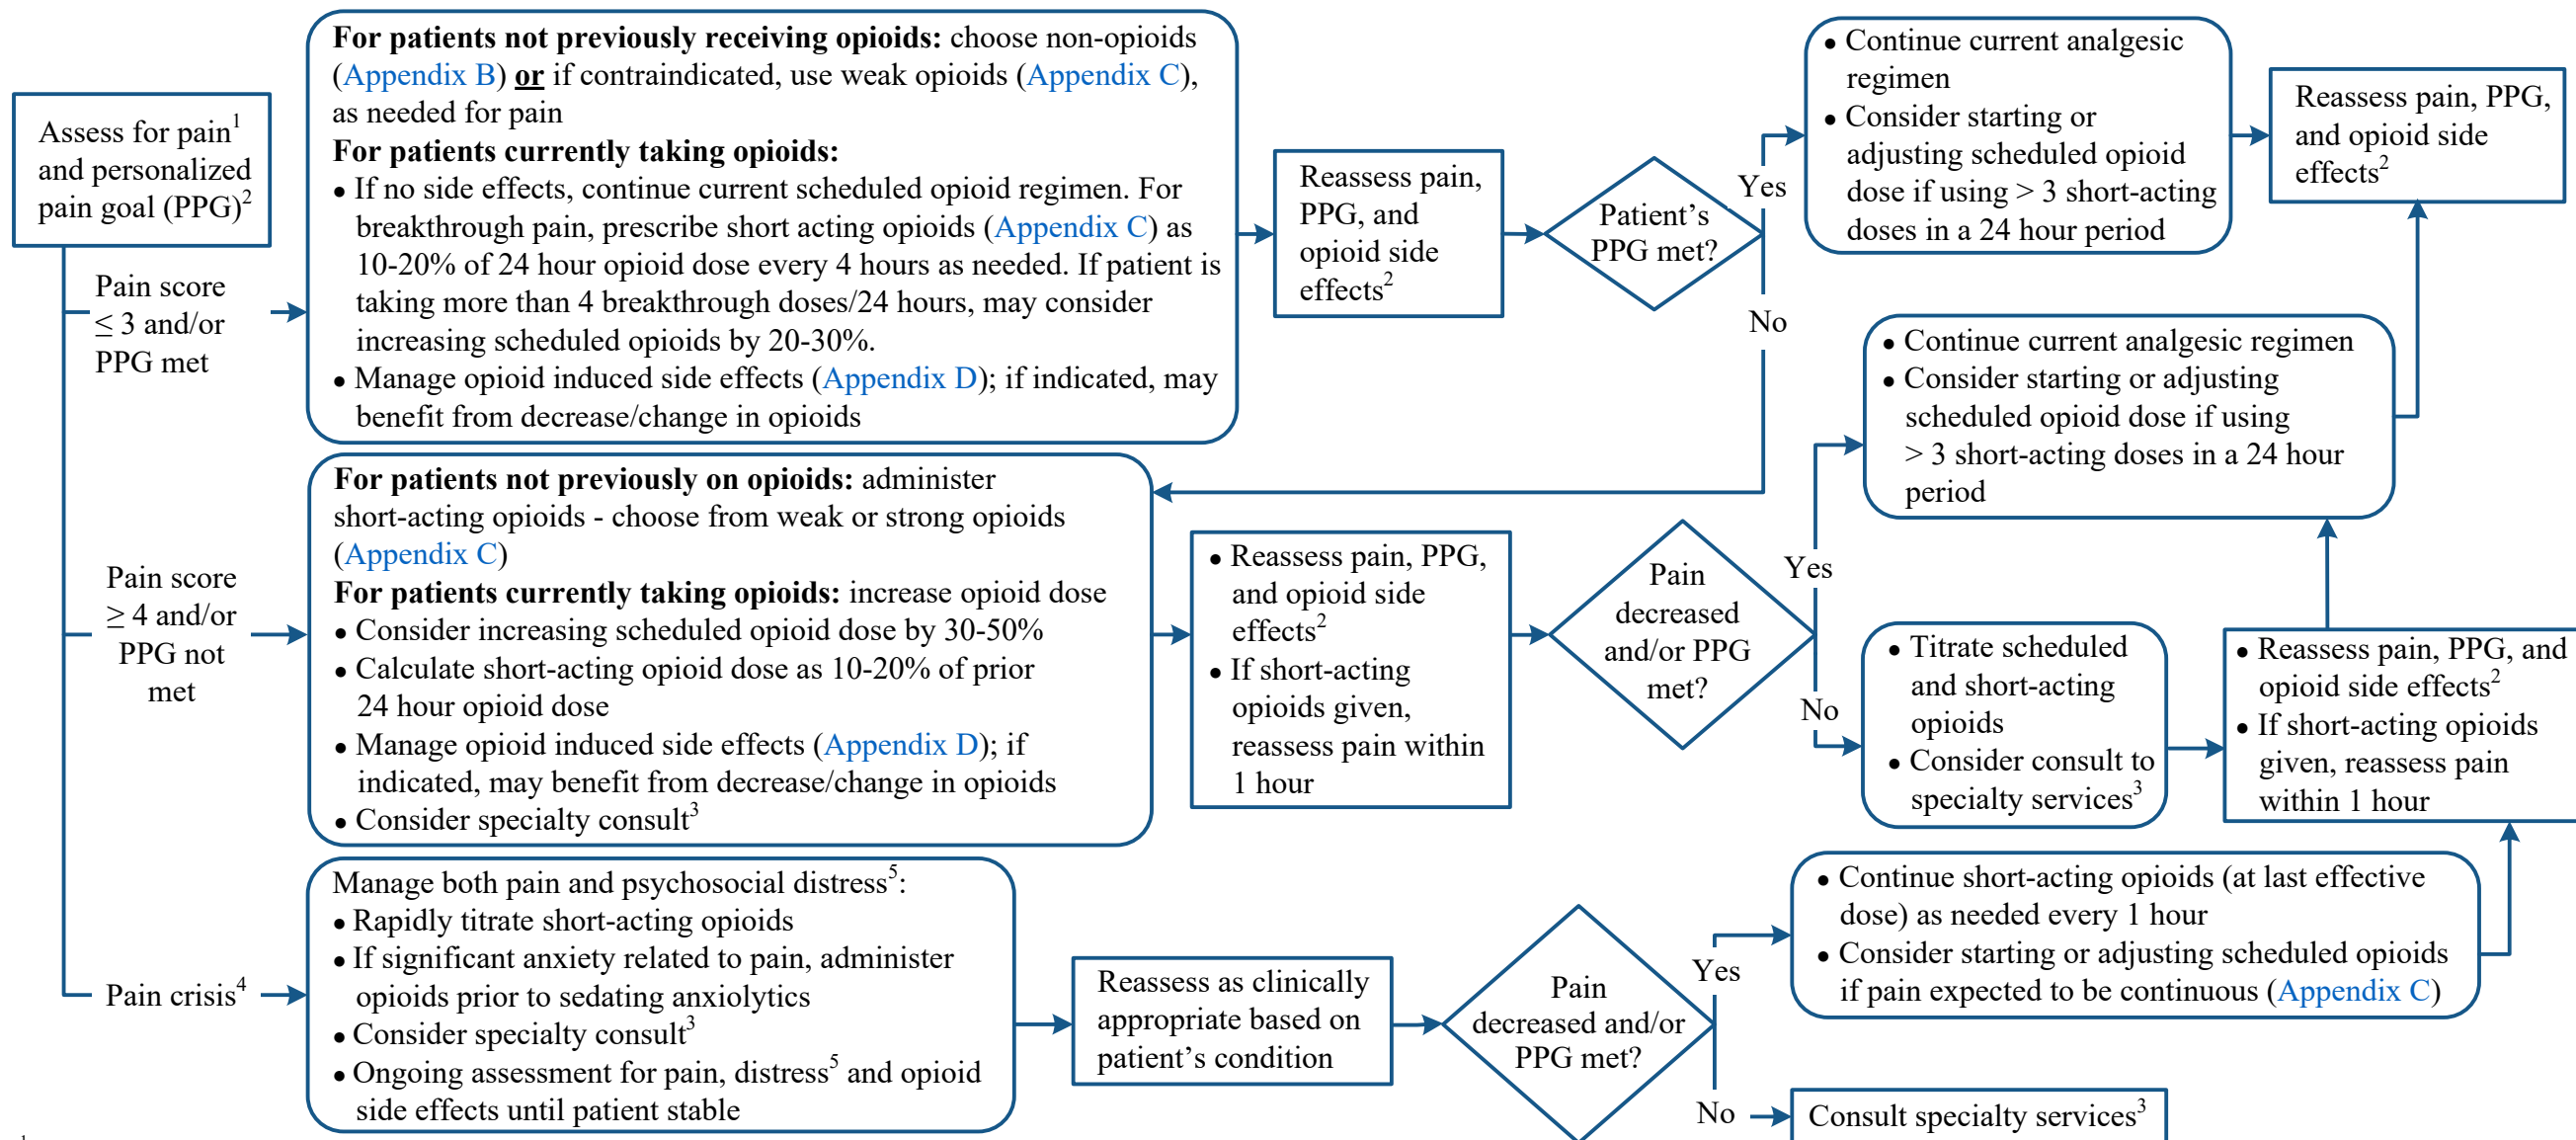 Assess for pain1
and personalized
pain goal (PPG)2
Pain score
≤ 3 and/or
PPG met
For patients not previously receiving opioids: choose non-opioids
(Appendix B) or if contraindicated, use weak opioids (Appendix C),
as needed for pain
For patients currently taking opioids:
● If no side effects, continue current scheduled opioid regimen. For
breakthrough pain, prescribe short acting opioids (Appendix C) as
10-20% of 24 hour opioid dose every 4 hours as needed. If patient is
taking more than 4 breakthrough doses/24 hours, may consider
increasing scheduled opioids by 20-30%.
● Manage opioid induced side effects (Appendix D); if indicated, may
benefit from decrease/change in opioids
Reassess pain,
PPG, and
opioid side
effects2
Patient’s
PPG met?
Yes
No
● Continue current analgesic
regimen
● Consider starting or
adjusting scheduled opioid
dose if using > 3 short-acting
doses in a 24 hour period
Reassess pain, PPG,
and opioid side
effects2
Pain score
≥ 4 and/or
PPG not
met
For patients not previously on opioids: administer
short-acting opioids - choose from weak or strong opioids
(Appendix C)
For patients currently taking opioids: increase opioid dose
● Consider increasing scheduled opioid dose by 30-50%
● Calculate short-acting opioid dose as 10-20% of prior
24 hour opioid dose
● Manage opioid induced side effects (Appendix D); if
indicated, may benefit from decrease/change in opioids
● Consider specialty consult3
● Reassess pain, PPG,
and opioid side
effects2
● If short-acting
opioids given,
reassess pain within
1 hour
Pain
decreased
and/or PPG
met?
Yes
No
● Continue current analgesic regimen
● Consider starting or adjusting
scheduled opioid dose if using
> 3 short-acting doses in a 24 hour
period
● Titrate scheduled
and short-acting
opioids
● Consider consult to
specialty services3
● Reassess pain, PPG, and
opioid side effects2
● If short-acting opioids
given, reassess pain
within 1 hour
Pain crisis4
Manage both pain and psychosocial distress5:
● Rapidly titrate short-acting opioids
● If significant anxiety related to pain, administer
opioids prior to sedating anxiolytics
● Consider specialty consult3
● Ongoing assessment for pain, distress5 and opioid
side effects until patient stable
Reassess as clinically
appropriate based on
patient’s condition
Pain
decreased and/or
PPG met?
Yes
No
● Continue short-acting opioids (at last effective
dose) as needed every 1 hour
● Consider starting or adjusting scheduled opioids
if pain expected to be continuous (Appendix C)
Consult specialty services3
1